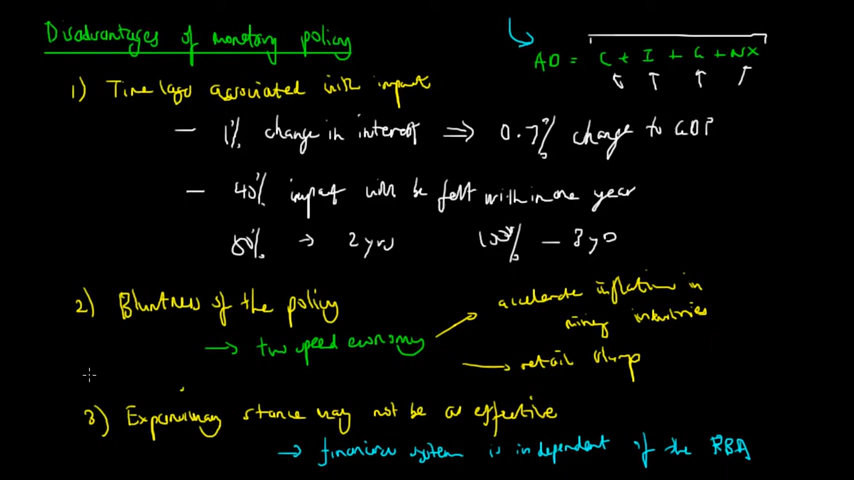 Disadvantages of monetary policy
AD = C + I + G + NX
1) Time lags associated with impact
— 1% change in interest ⇒ 0.7% change to GDP
— 40% impact will be felt within one year
80% → 2 yrs 100% — 3 yrs
2) Bluntness of the policy
→ two speed economy
accelerate inflation in
mining industries
→ retail slump
3) Expansionary stance may not be as effective
→ financial system is independent of the RBA